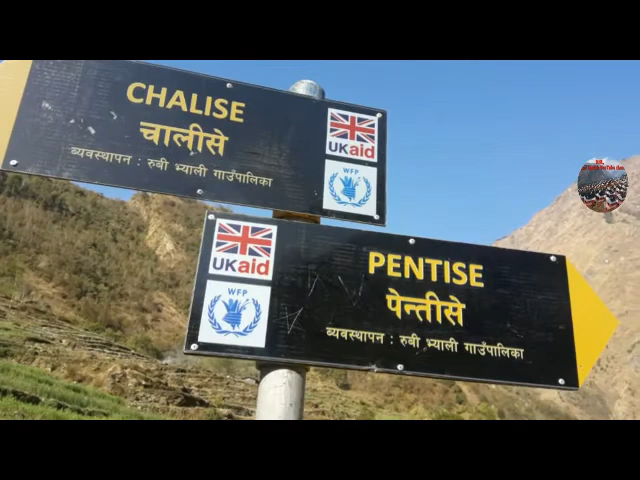 CHALISE
चालीसे
ब्यवस्थापन : रुबी भ्याली गाउँपालिका
UKaid
WFP
UKaid
WFP
PENTISE
पेन्तीसे
ब्यवस्थापन : रुबी भ्याली गाउँपालिका